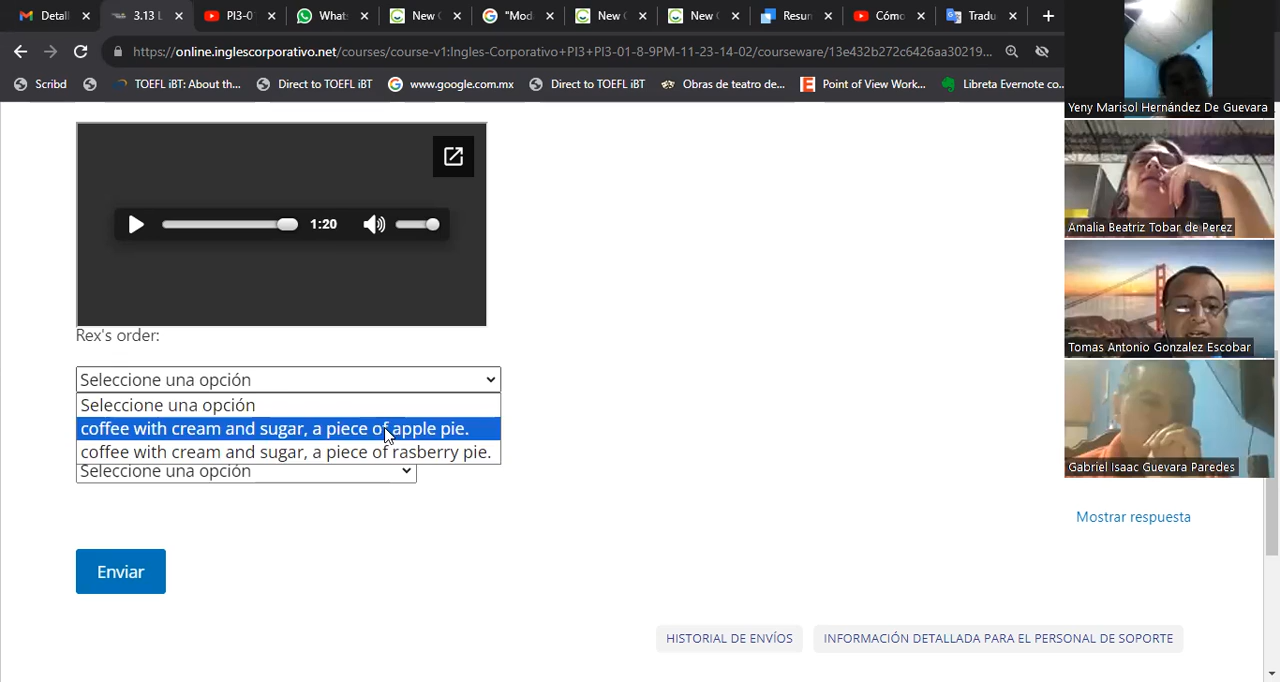 Detall
3.13 L
PI3-0
Whats
New C
"Mod
New C
New C
Resun
Cómo
Tradu
https://online.inglescorporativo.net/courses/course-v1:Ingles-Corporativo+PI3+PI3-01-8-9PM-11-23-14-02/courseware/13e432b272c6426aa30219...
Scribd
TOEFL iBT: About th...
Direct to TOEFL iBT
www.google.com.mx
Direct to TOEFL iBT
Obras de teatro de...
Point of View Work...
Libreta Evernote co...
Yeny Marisol Hernández De Guevara
1:20
Amalia Beatriz Tobar de Perez
Rex's order:
Tomas Antonio Gonzalez Escobar
Seleccione una opción
Seleccione una opción
coffee with cream and sugar, a piece of apple pie.
coffee with cream and sugar, a piece of rasberry pie.
Seleccione una opción
Gabriel Isaac Guevara Paredes
Mostrar respuesta
Enviar
HISTORIAL DE ENVÍOS
INFORMACIÓN DETALLADA PARA EL PERSONAL DE SOPORTE